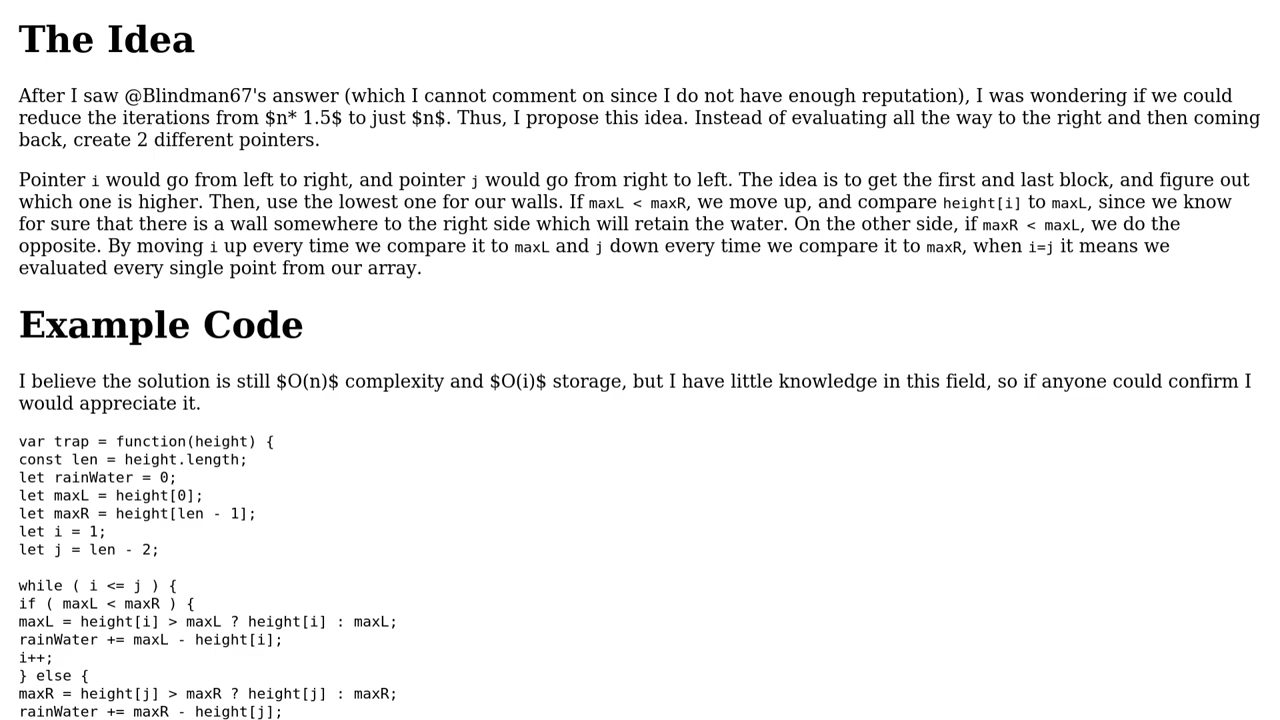 The Idea
After I saw @Blindman67's answer (which I cannot comment on since I do not have enough reputation), I was wondering if we could
reduce the iterations from $n* 1.5$ to just $n$. Thus, I propose this idea. Instead of evaluating all the way to the right and then coming
back, create 2 different pointers.
Pointer i would go from left to right, and pointer j would go from right to left. The idea is to get the first and last block, and figure out
which one is higher. Then, use the lowest one for our walls. If maxL < maxR, we move up, and compare height[i] to maxL, since we know
for sure that there is a wall somewhere to the right side which will retain the water. On the other side, if maxR < maxL, we do the
opposite. By moving i up every time we compare it to maxL and j down every time we compare it to maxR, when i=j it means we
evaluated every single point from our array.
Example Code
I believe the solution is still $O(n)$ complexity and $O(i)$ storage, but I have little knowledge in this field, so if anyone could confirm I
would appreciate it.
var trap = function(height) {
const len = height.length;
let rainWater = 0;
let maxL = height[0];
let maxR = height[len - 1];
let i = 1;
let j = len - 2;
while ( i <= j ) {
if ( maxL < maxR ) {
maxL = height[i] > maxL ? height[i] : maxL;
rainWater += maxL - height[i];
i++;
} else {
maxR = height[j] > maxR ? height[j] : maxR;
rainWater += maxR - height[j];